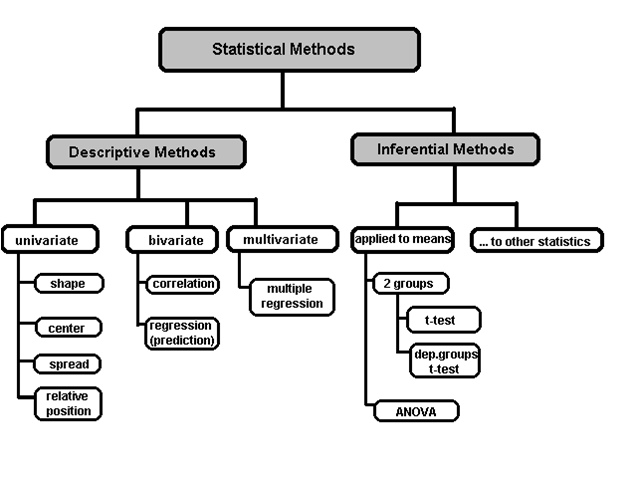 Statistical Methods
Descriptive Methods
Inferential Methods
univariate
bivariate
multivariate
applied to means
... to other statistics
shape
correlation
multiple
regression
2 groups
center
regression
(prediction)
t-test
spread
dep.groups
t-test
relative
position
ANOVA